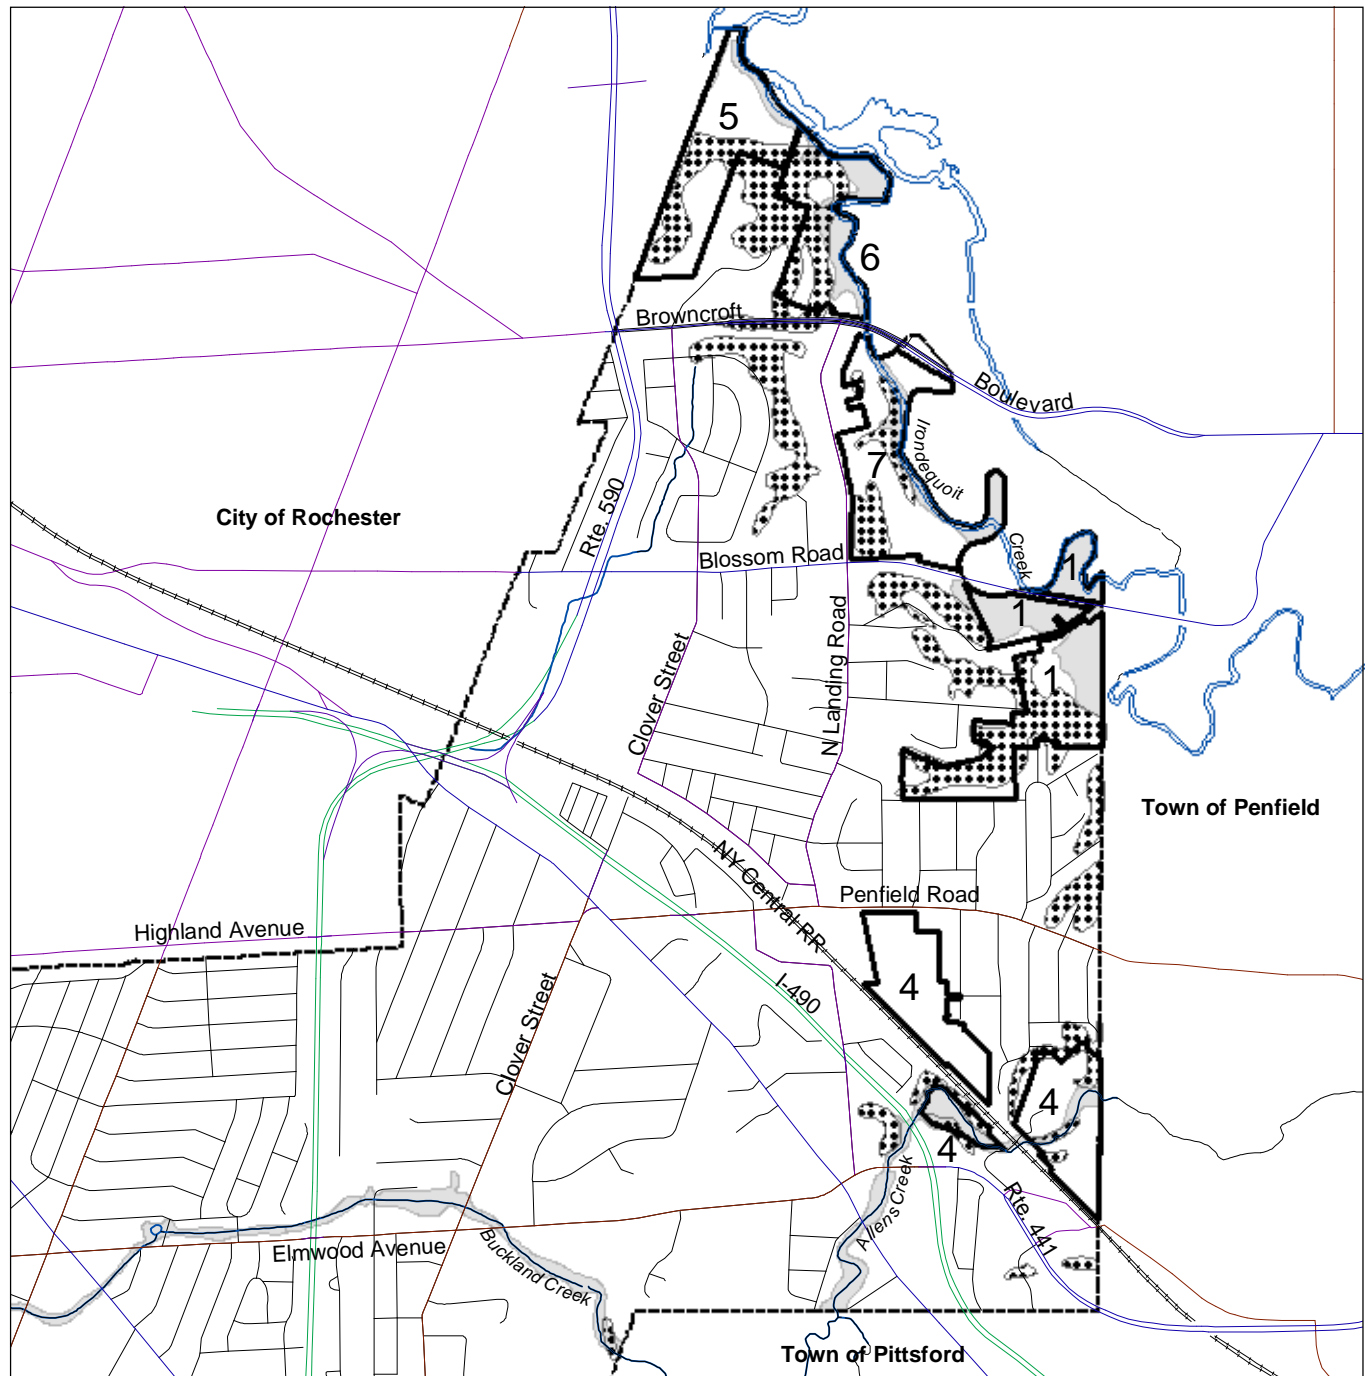 5
6
Browncroft
Boulevard
Irondequoit
7
City of Rochester
Rte. 590
Blossom Road
Creek
1
1
1
Clover Street
N Landing Road
Town of Penfield
NY Central RR
Penfield Road
Highland Avenue
I-490
4
Clover Street
4
4
Allens Creek
Rte. 441
Elmwood Avenue
Buckland Creek
Town of Pittsford